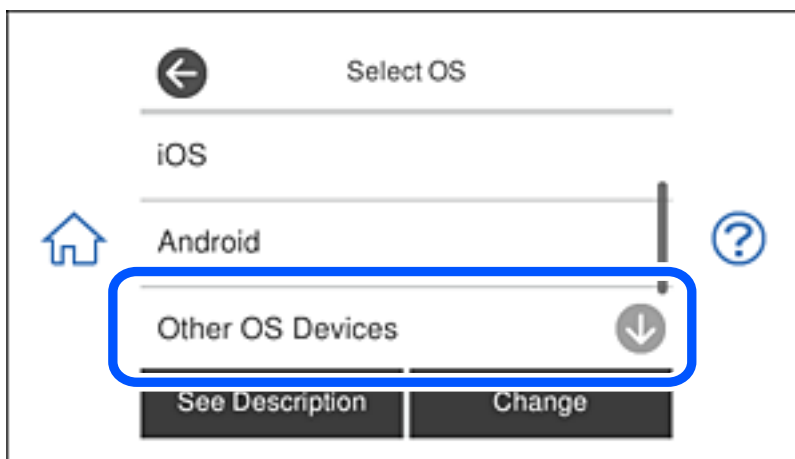 Select OS
iOS
Android
Other OS Devices
See Description Change